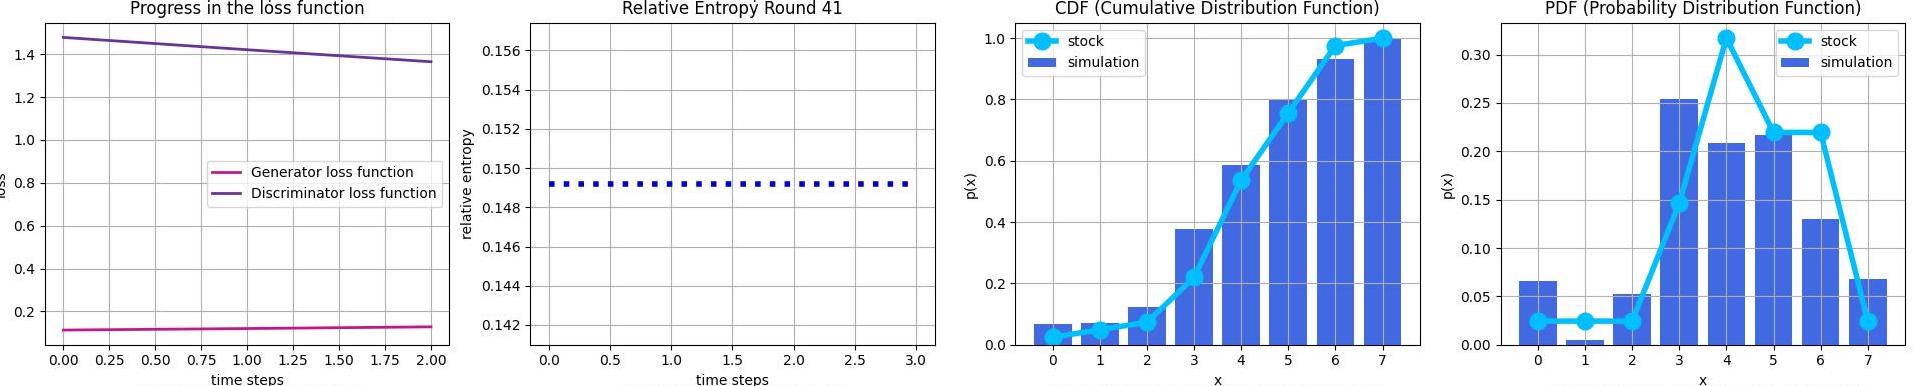 Progress in the loss function
1.4
1.2
1.0
0.8
0.6
0.4
0.2
loss
Generator loss function
Discriminator loss function
0.00 0.25 0.50 0.75 1.00 1.25 1.50 1.75 2.00
time steps
Relative Entropy Round 41
0.156
0.154
0.152
0.150
0.148
0.146
0.144
0.142
relative entropy
0.0 0.5 1.0 1.5 2.0 2.5 3.0
time steps
CDF (Cumulative Distribution Function)
1.0
0.8
0.6
0.4
0.2
0.0
p(x)
stock
simulation
0 1 2 3 4 5 6 7
x
PDF (Probability Distribution Function)
0.30
0.25
0.20
0.15
0.10
0.05
0.00
p(x)
stock
simulation
0 1 2 3 4 5 6 7
x